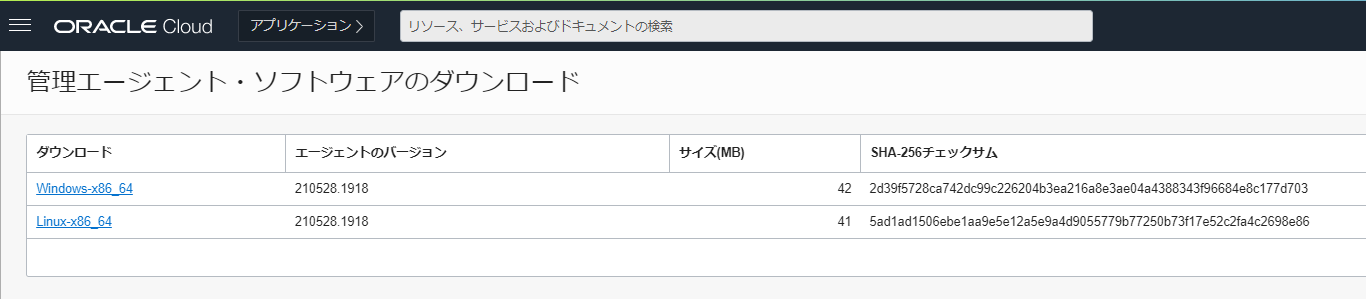 ORACLE Cloud アプリケーション リソース、サービスおよびドキュメントの検索
管理エージェント・ソフトウェアのダウンロード
ダウンロード エージェントのバージョン サイズ(MB) SHA-256チェックサム
Windows-x86_64 210528.1918 42 2d39f5728ca742dc99c226204b3ea216a8e3ae04a4388343f96684e8c177d703
Linux-x86_64 210528.1918 41 5ad1ad1506ebe1aa9e5e12a5e9a4d9055779b77250b73f17e52c2fa4c2698e86